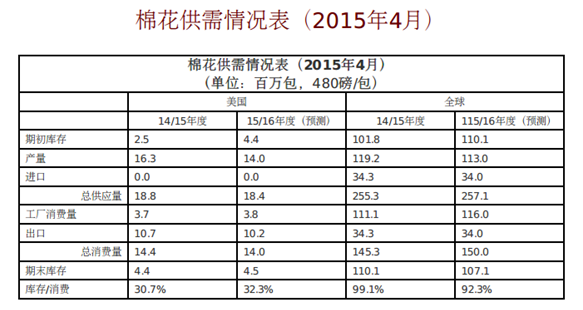 棉花供需情况表（2015年4月）
棉花供需情况表（2015年4月）
（单位：百万包，480磅/包）
美国 全球
14/15年度 15/16年度（预测） 14/15年度 115/16年度（预测）
期初库存 2.5 4.4 101.8 110.1
产量 16.3 14.0 119.2 113.0
进口 0.0 0.0 34.3 34.0
总供应量 18.8 18.4 255.3 257.1
工厂消费量 3.7 3.8 111.1 116.0
出口 10.7 10.2 34.3 34.0
总消费量 14.4 14.0 145.3 150.0
期末库存 4.4 4.5 110.1 107.1
库存/消费 30.7% 32.3% 99.1% 92.3%